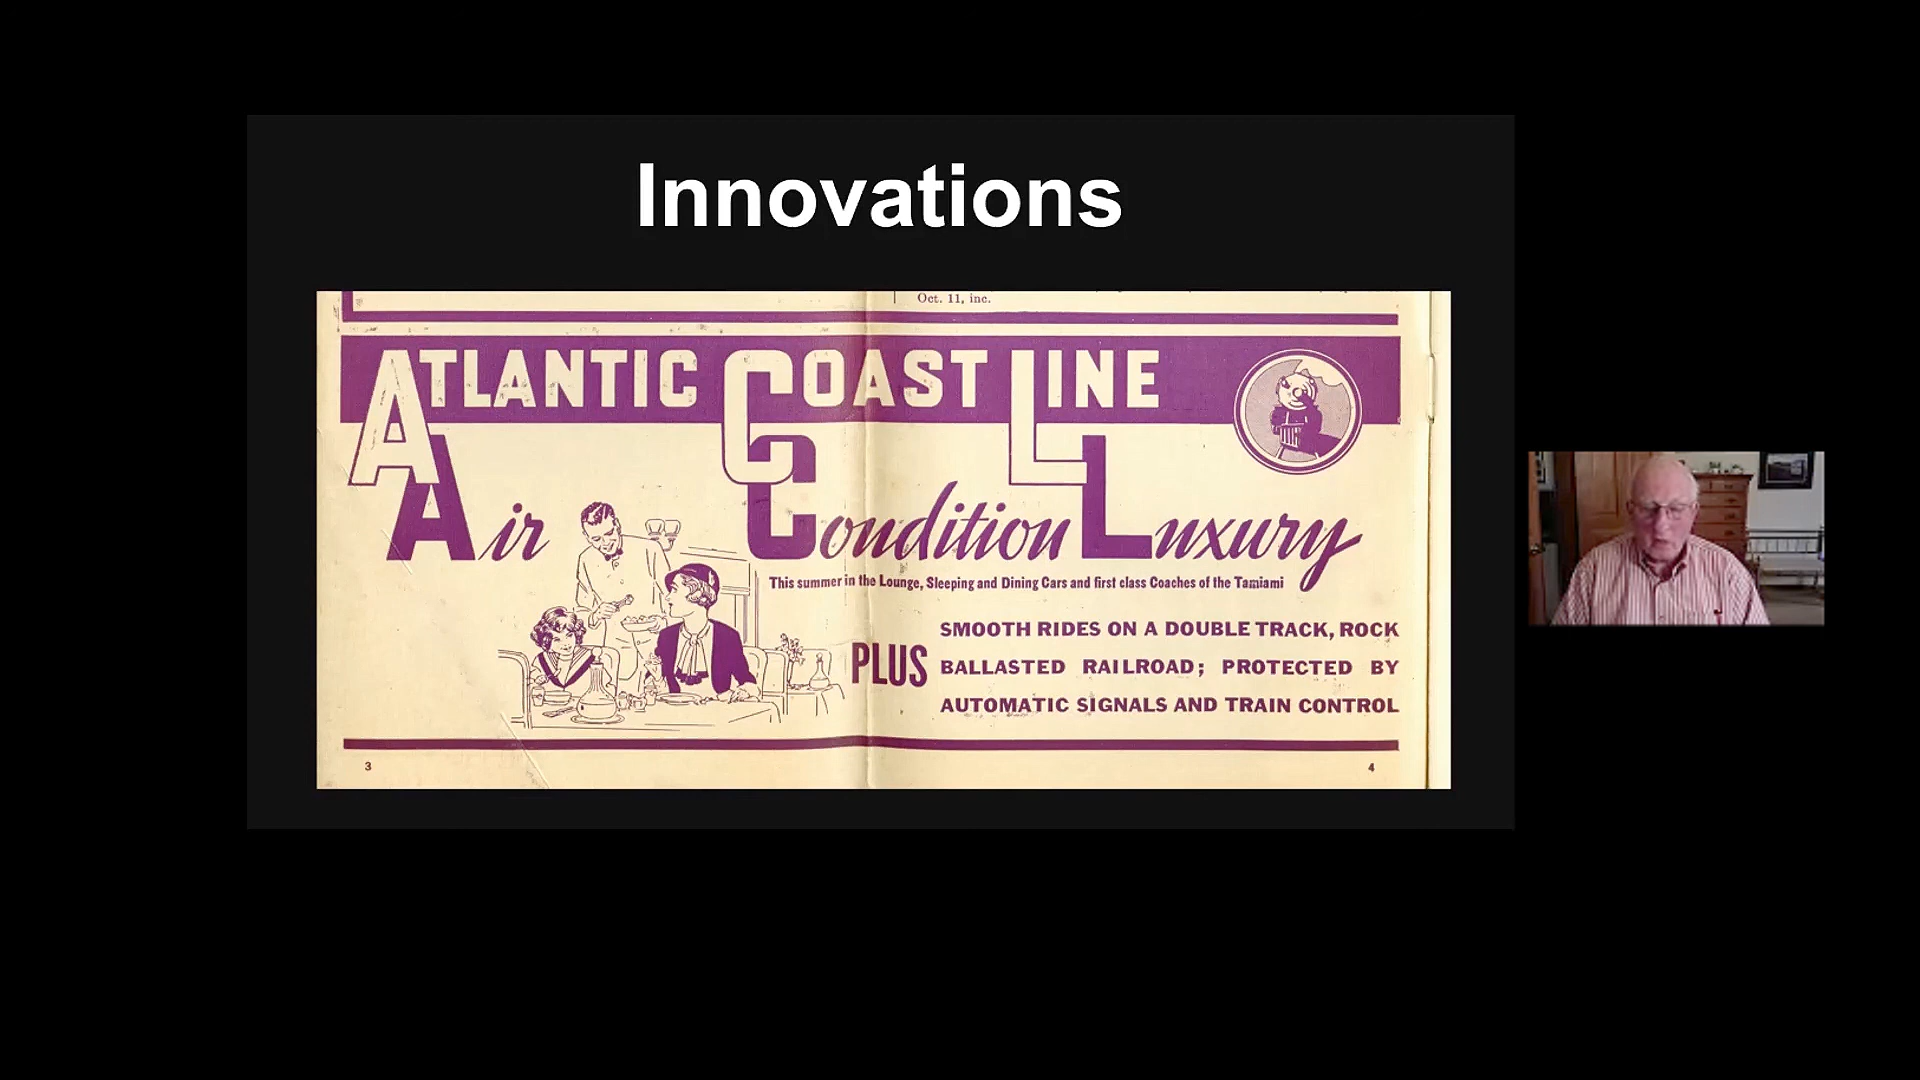 Innovations
Oct. 11, inc.
ATLANTIC COAST LINE
Air Condition Luxury
This summer in the Lounge, Sleeping and Dining Cars and first class Coaches of the Tamiami
PLUS
SMOOTH RIDES ON A DOUBLE TRACK, ROCK
BALLASTED RAILROAD; PROTECTED BY
AUTOMATIC SIGNALS AND TRAIN CONTROL
3
4